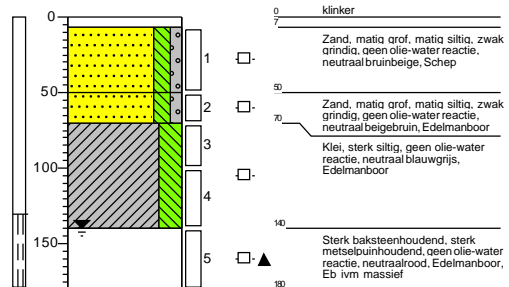 0
50
100
150
1
2
3
4
5
0
klinker
7
Zand, matig grof, matig siltig, zwak
grindig, geen olie-water reactie,
neutraal bruinbeige, Schep
50
Zand, matig grof, matig siltig, zwak
grindig, geen olie-water reactie,
neutraal beigebruin, Edelmanboor
70
Klei, sterk siltig, geen olie-water
reactie, neutraal blauwgrijs,
Edelmanboor
140
Sterk baksteenhoudend, sterk
metselpuinhoudend, geen olie-water
reactie, neutraalrood, Edelmanboor,
Eb ivm massief
180